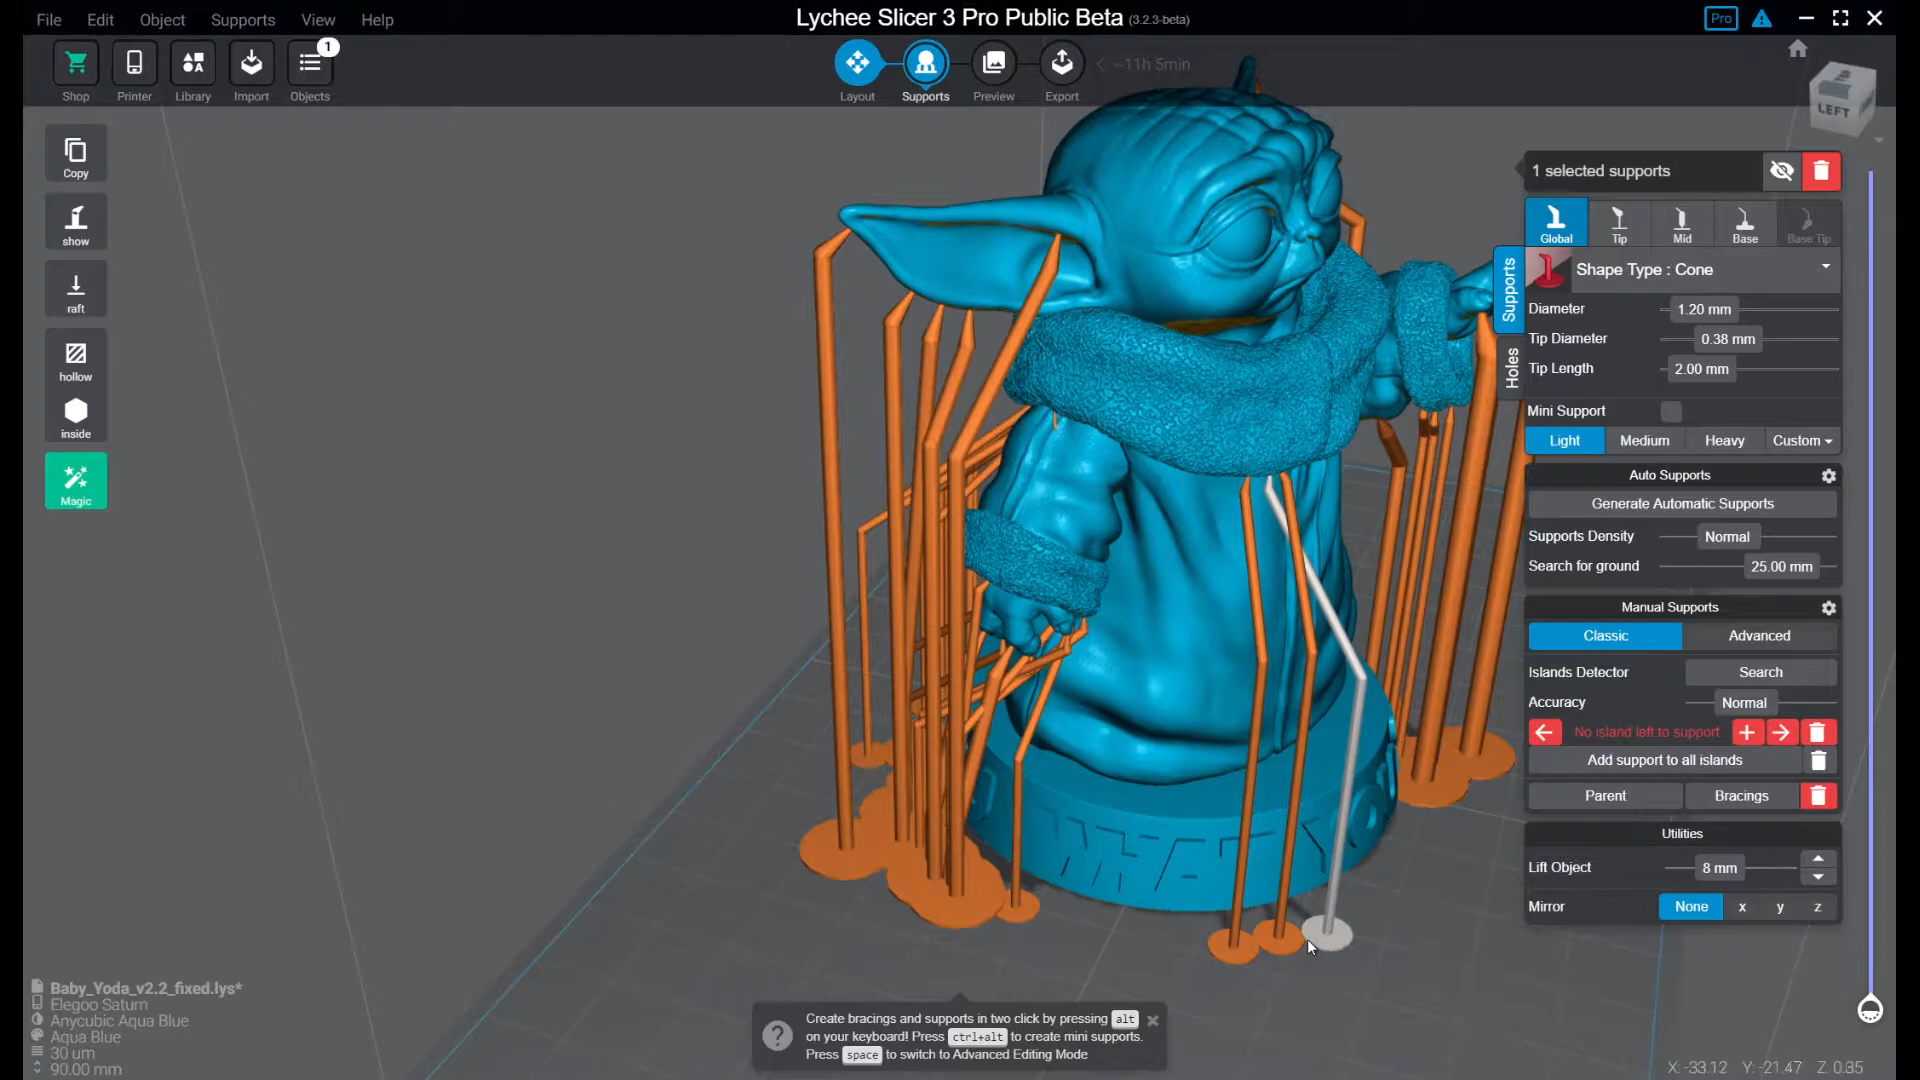 File Edit Object Supports View Help
Lychee Slicer 3 Pro Public Beta (3.2.3-beta)
Pro
Shop Printer Library Import Objects
1
Layout Supports Preview Export
~11h 5min
LEFT
Copy
show
raft
hollow
inside
Magic
1 selected supports
Global Tip Mid Base Base Tip
Supports
Holes
Shape Type : Cone
Diameter 1.20 mm
Tip Diameter 0.38 mm
Tip Length 2.00 mm
Mini Support
Light Medium Heavy Custom
Auto Supports
Generate Automatic Supports
Supports Density Normal
Search for ground 25.00 mm
Manual Supports
Classic Advanced
Islands Detector Search
Accuracy Normal
No island left to support
Add support to all islands
Parent Bracings
Utilities
Lift Object 8 mm
Mirror None x y z
Baby_Yoda_v2.2_fixed.lys*
Elegoo Saturn
Anycubic Aqua Blue
Aqua Blue
30 um
90.00 mm
Create bracings and supports in two click by pressing alt
on your keyboard! Press ctrl+alt to create mini supports.
Press space to switch to Advanced Editing Mode
X: -33.12 Y: -21.47 Z: 0.35